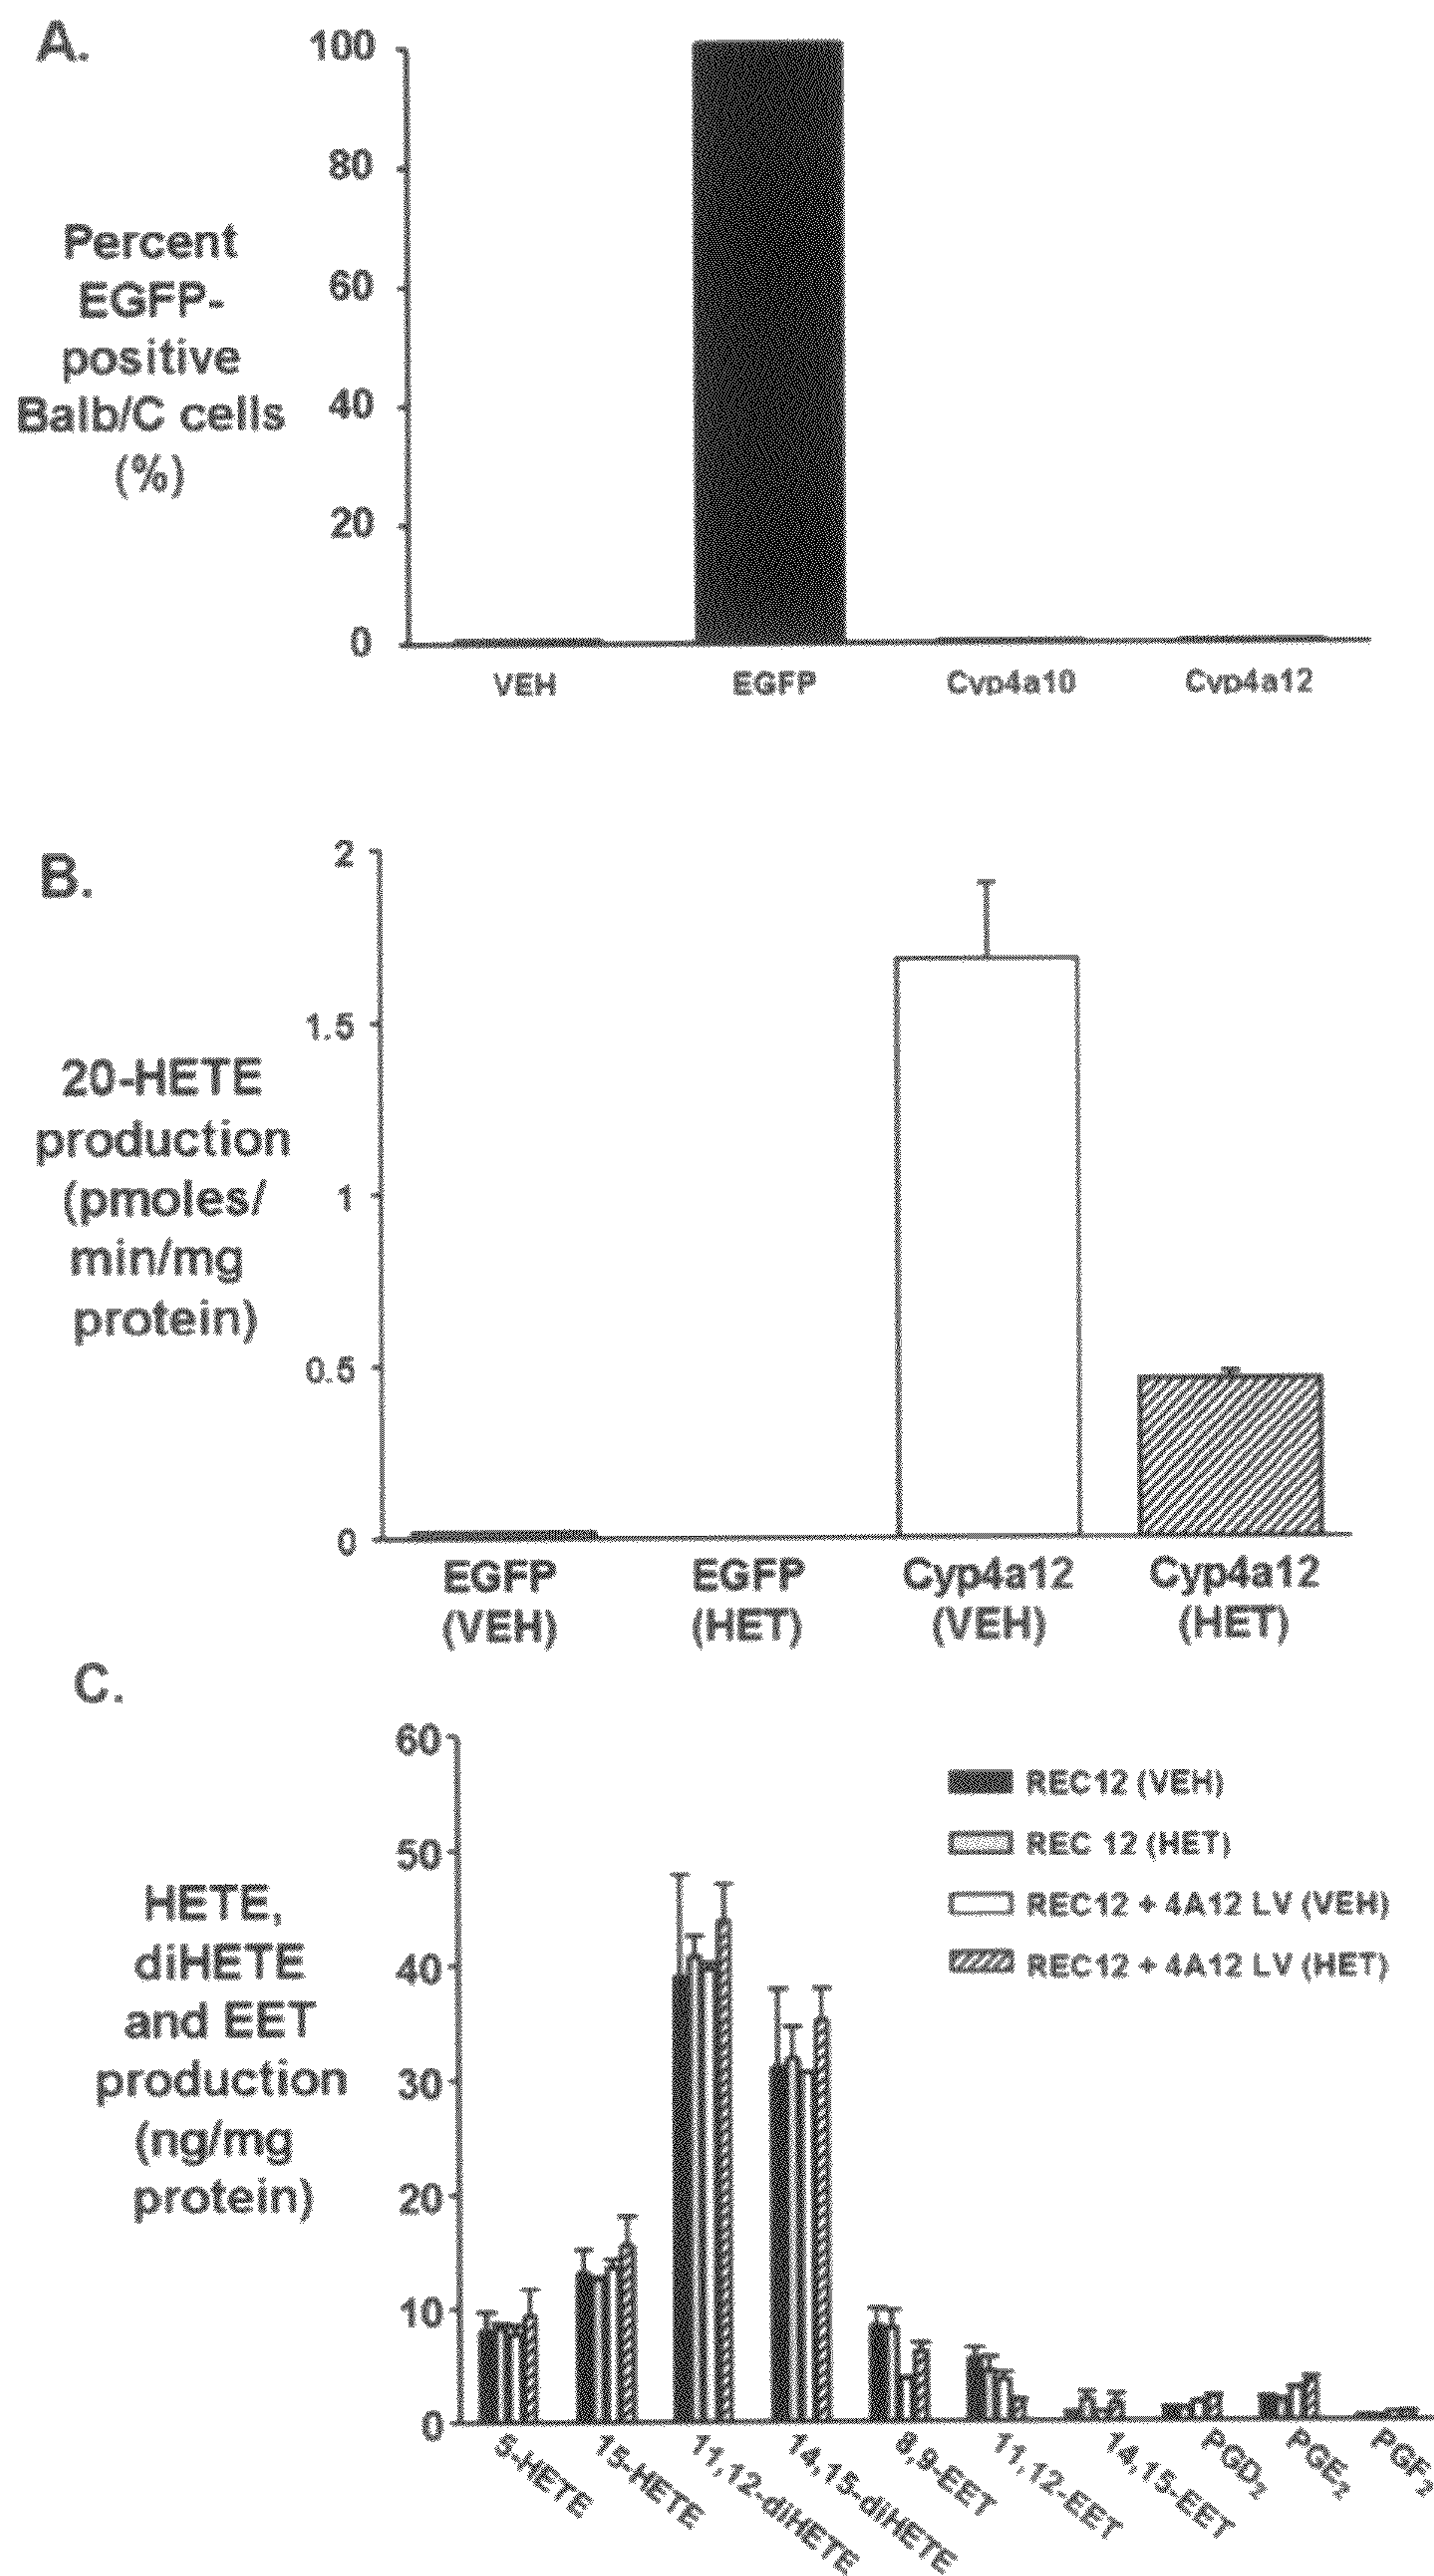 A.
100
80
60
40
20
0
Percent
EGFP-
positive
Balb/C cells
(%)
VEH
EGFP
Cyp4a10
Cyp4a12
B.
2
1.5
1
0.5
0
20-HETE
production
(pmoles/
min/mg
protein)
EGFP
(VEH)
EGFP
(HET)
Cyp4a12
(VEH)
Cyp4a12
(HET)
C.
60
50
40
30
20
10
0
HETE,
diHETE
and EET
production
(ng/mg
protein)
REC12 (VEH)
REC 12 (HET)
REC12 + 4A12 LV (VEH)
REC12 + 4A12 LV (HET)
5-HETE
15-HETE
11,12-diHETE
14,15-diHETE
8,9-EET
11,12-EET
14,15-EET
PGD2
PGE2
PGF2